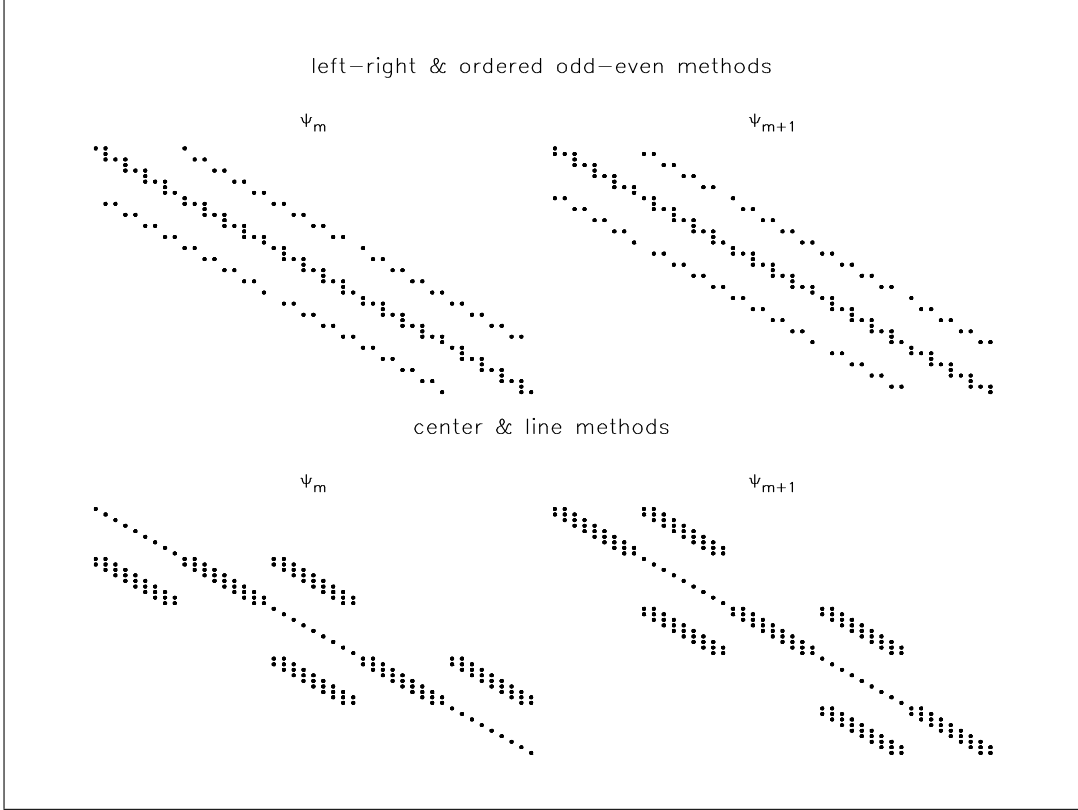 left-right & ordered odd-even methods
ψm ψm+1
center & line methods
ψm ψm+1